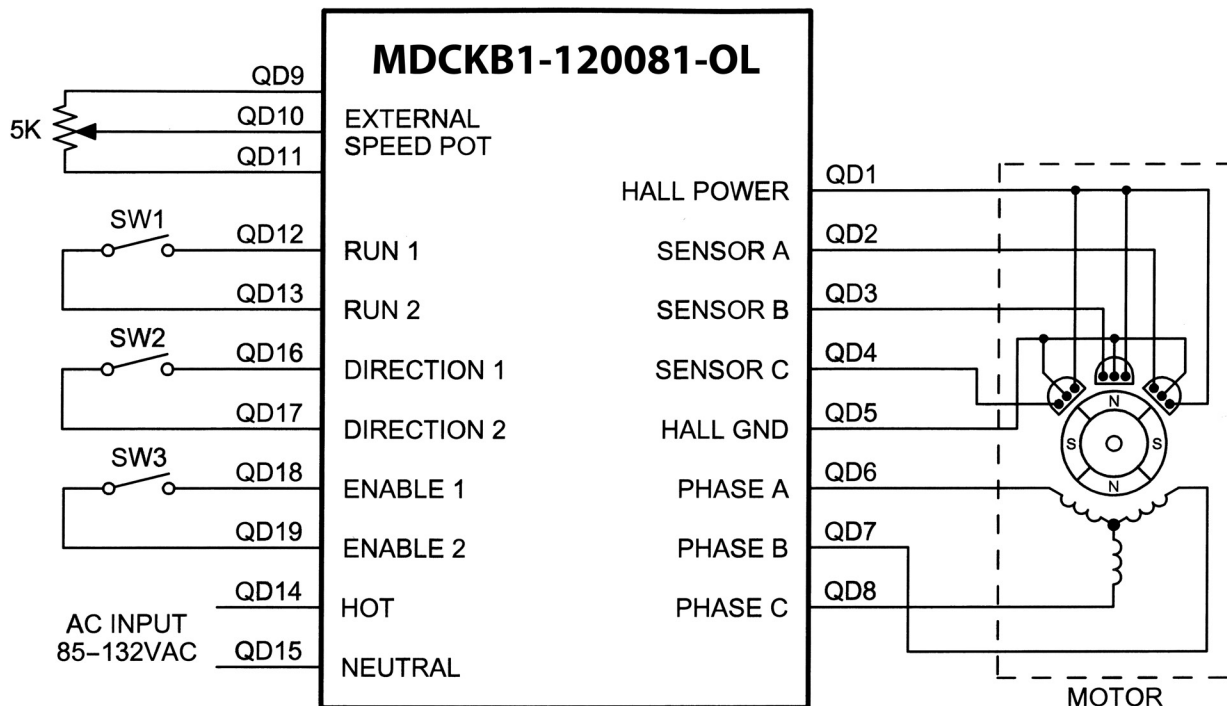 MDCKB1-120081-OL
QD9
5K
QD10
EXTERNAL
SPEED POT
QD11
SW1
QD12
RUN 1
QD13
RUN 2
SW2
QD16
DIRECTION 1
QD17
DIRECTION 2
SW3
QD18
ENABLE 1
QD19
ENABLE 2
QD14
HOT
AC INPUT
85–132VAC
QD15
NEUTRAL
HALL POWER
QD1
SENSOR A
QD2
SENSOR B
QD3
SENSOR C
QD4
HALL GND
QD5
PHASE A
QD6
PHASE B
QD7
PHASE C
QD8
N
S
S
N
MOTOR